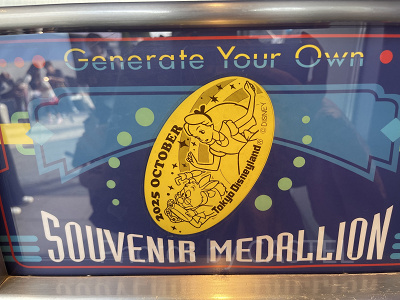 Generate Your Own
2025 OCTOBER
© DISNEY
Tokyo Disneyland®
SOUVENIR MEDALLION